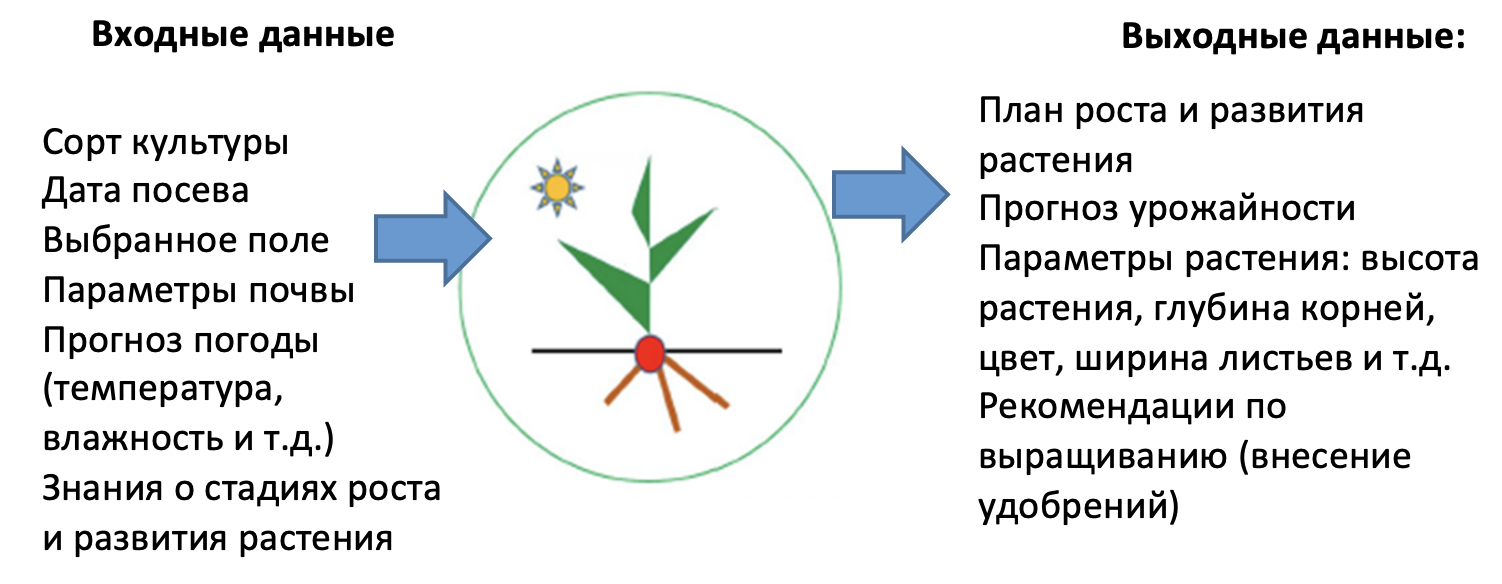 Входные данные
Сорт культуры
Дата посева
Выбранное поле
Параметры почвы
Прогноз погоды
(температура,
влажность и т.д.)
Знания о стадиях роста
и развития растения
Выходные данные:
План роста и развития
растения
Прогноз урожайности
Параметры растения: высота
растения, глубина корней,
цвет, ширина листьев и т.д.
Рекомендации по
выращиванию (внесение
удобрений)